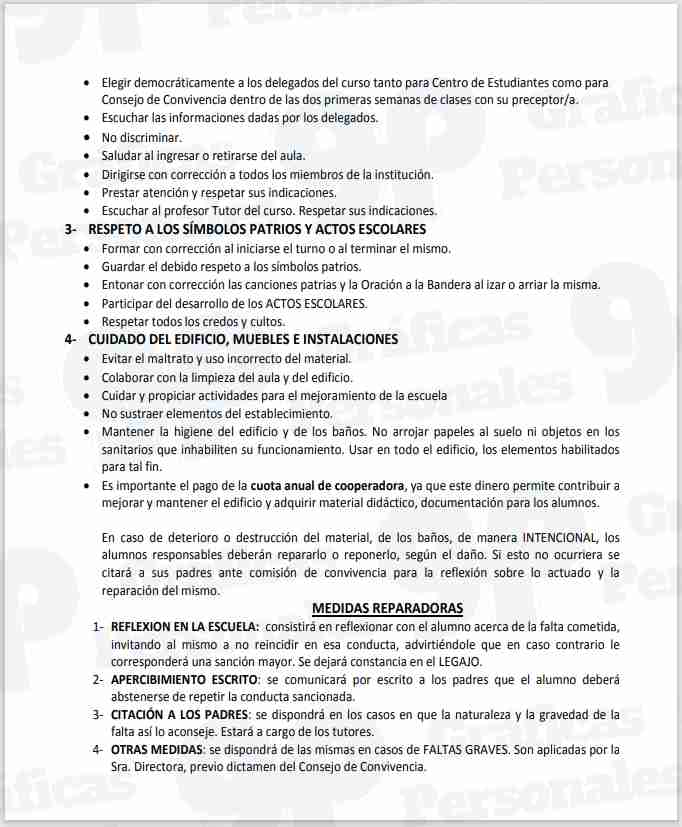 • Elegir democráticamente a los delegados del curso tanto para Centro de Estudiantes como para
Consejo de Convivencia dentro de las dos primeras semanas de clases con su preceptor/a.
• Escuchar las informaciones dadas por los delegados.
• No discriminar.
• Saludar al ingresar o retirarse del aula.
• Dirigirse con corrección a todos los miembros de la institución.
• Prestar atención y respetar sus indicaciones.
• Escuchar al profesor Tutor del curso. Respetar sus indicaciones.
3- RESPETO A LOS SÍMBOLOS PATRIOS Y ACTOS ESCOLARES
• Formar con corrección al iniciarse el turno o al terminar el mismo.
• Guardar el debido respeto a los símbolos patrios.
• Entonar con corrección las canciones patrias y la Oración a la Bandera al izar o arriar la misma.
• Participar del desarrollo de los ACTOS ESCOLARES.
• Respetar todos los credos y cultos.
4- CUIDADO DEL EDIFICIO, MUEBLES E INSTALACIONES
• Evitar el maltrato y uso incorrecto del material.
• Colaborar con la limpieza del aula y del edificio.
• Cuidar y propiciar actividades para el mejoramiento de la escuela
• No sustraer elementos del establecimiento.
• Mantener la higiene del edificio y de los baños. No arrojar papeles al suelo ni objetos en los
sanitarios que inhabiliten su funcionamiento. Usar en todo el edificio, los elementos habilitados
para tal fin.
• Es importante el pago de la cuota anual de cooperadora, ya que este dinero permite contribuir a
mejorar y mantener el edificio y adquirir material didáctico, documentación para los alumnos.
En caso de deterioro o destrucción del material, de los baños, de manera INTENCIONAL, los
alumnos responsables deberán repararlo o reponerlo, según el daño. Si esto no ocurriera se
citará a sus padres ante comisión de convivencia para la reflexión sobre lo actuado y la
reparación del mismo.
MEDIDAS REPARADORAS
1- REFLEXION EN LA ESCUELA: consistirá en reflexionar con el alumno acerca de la falta cometida,
invitando al mismo a no reincidir en esa conducta, advirtiéndole que en caso contrario le
corresponderá una sanción mayor. Se dejará constancia en el LEGAJO.
2- APERCIBIMIENTO ESCRITO: se comunicará por escrito a los padres que el alumno deberá
abstenerse de repetir la conducta sancionada.
3- CITACIÓN A LOS PADRES: se dispondrá en los casos en que la naturaleza y la gravedad de la
falta así lo aconseje. Estará a cargo de los tutores.
4- OTRAS MEDIDAS: se dispondrá de las mismas en casos de FALTAS GRAVES. Son aplicadas por la
Sra. Directora, previo dictamen del Consejo de Convivencia.